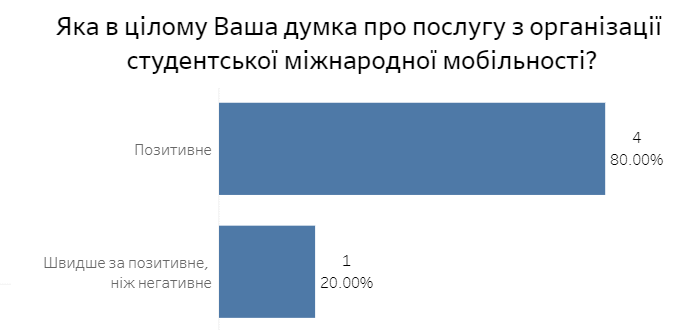 Яка в цілому Ваша думка про послугу з організації
студентської міжнародної мобільності?
Позитивне
4
80.00%
Швидше за позитивне,
ніж негативне
1
20.00%